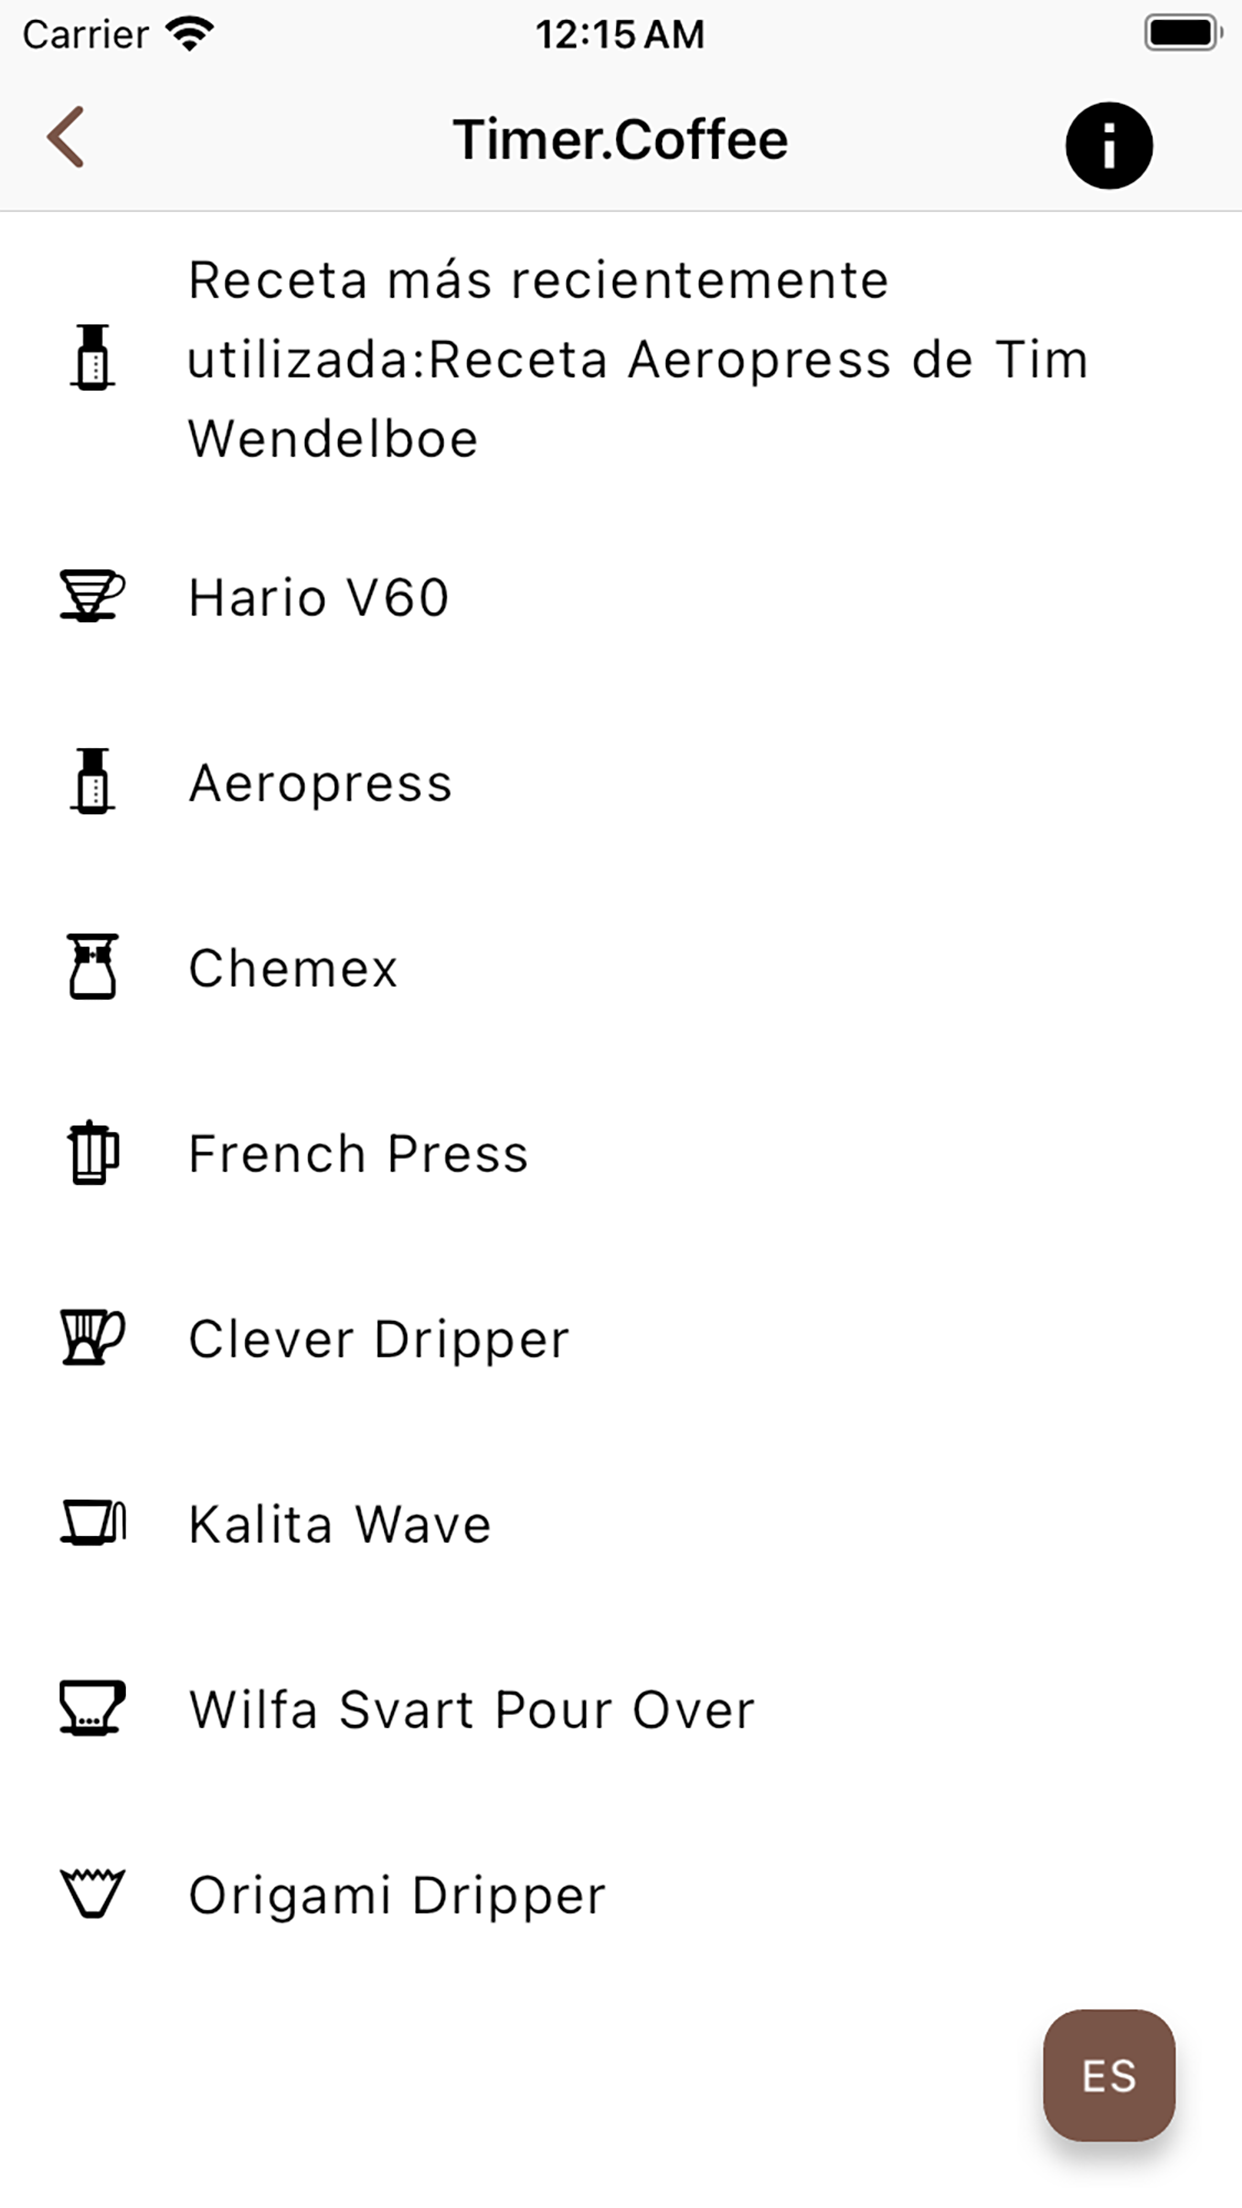 Carrier 12:15 AM
Timer.Coffee
Receta más recientemente
utilizada:Receta Aeropress de Tim
Wendelboe
Hario V60
Aeropress
Chemex
French Press
Clever Dripper
Kalita Wave
Wilfa Svart Pour Over
Origami Dripper
ES